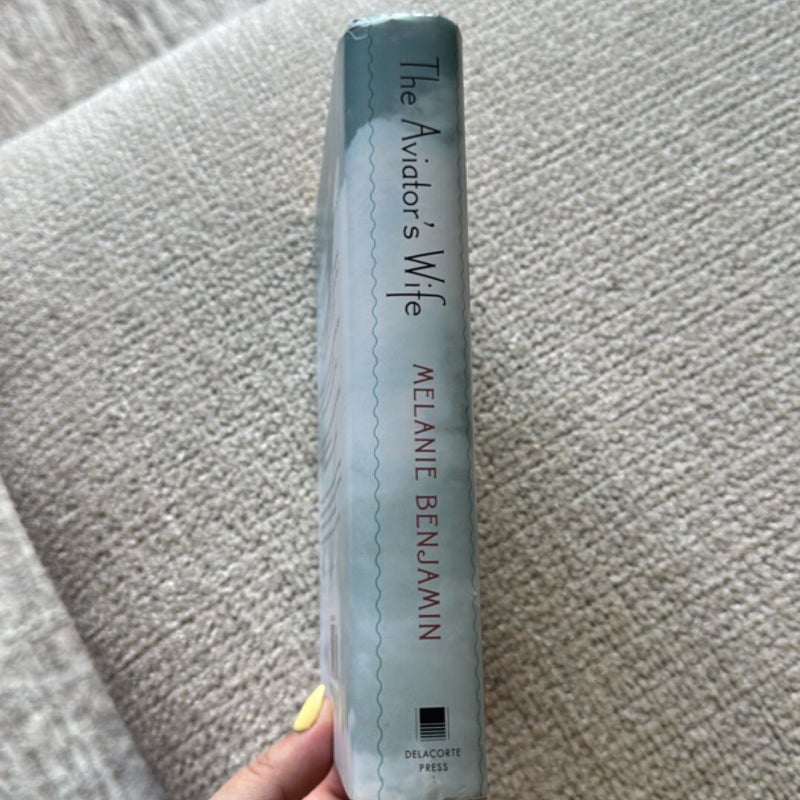 The Aviator's Wife
MELANIE BENJAMIN
DELACORTE
PRESS